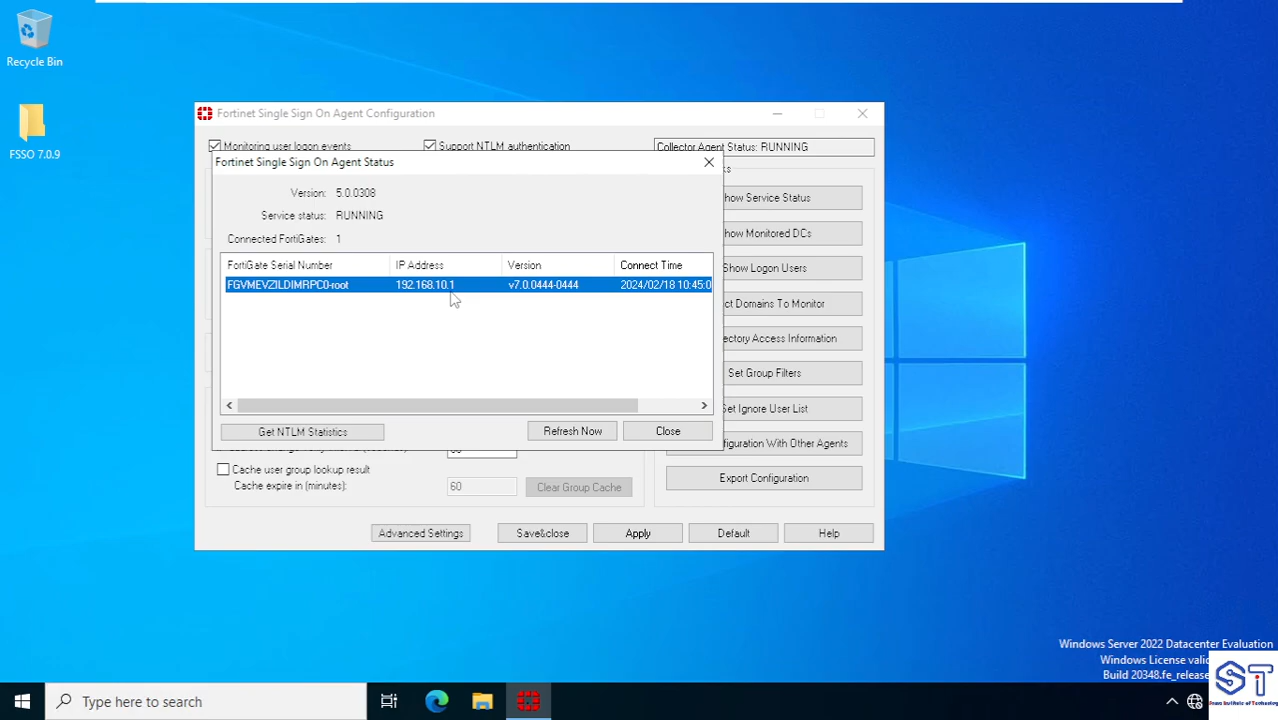 Recycle Bin
FSSO 7.0.9
Fortinet Single Sign On Agent Configuration
Monitoring user logon events
Support NTLM authentication
Collector Agent Status: RUNNING
Fortinet Single Sign On Agent Status
Version: 5.0.0308
Service status: RUNNING
Connected FortiGates: 1
FortiGate Serial Number IP Address Version Connect Time
FGVMEVZILDIMRPC0-root 192.168.10.1 v7.0.0444-0444 2024/02/18 10:45:0
Get NTLM Statistics
Refresh Now
Close
how Service Status
how Monitored DCs
Show Logon Users
ct Domains To Monitor
ectory Access Information
Set Group Filters
et Ignore User List
figuration With Other Agents
Export Configuration
Cache user group lookup result
Cache expire in (minutes): 60
Clear Group Cache
Advanced Settings
Save&close
Apply
Default
Help
Windows Server 2022 Datacenter Evaluation
Windows License valid
Build 20348.fe_release
Type here to search
ST